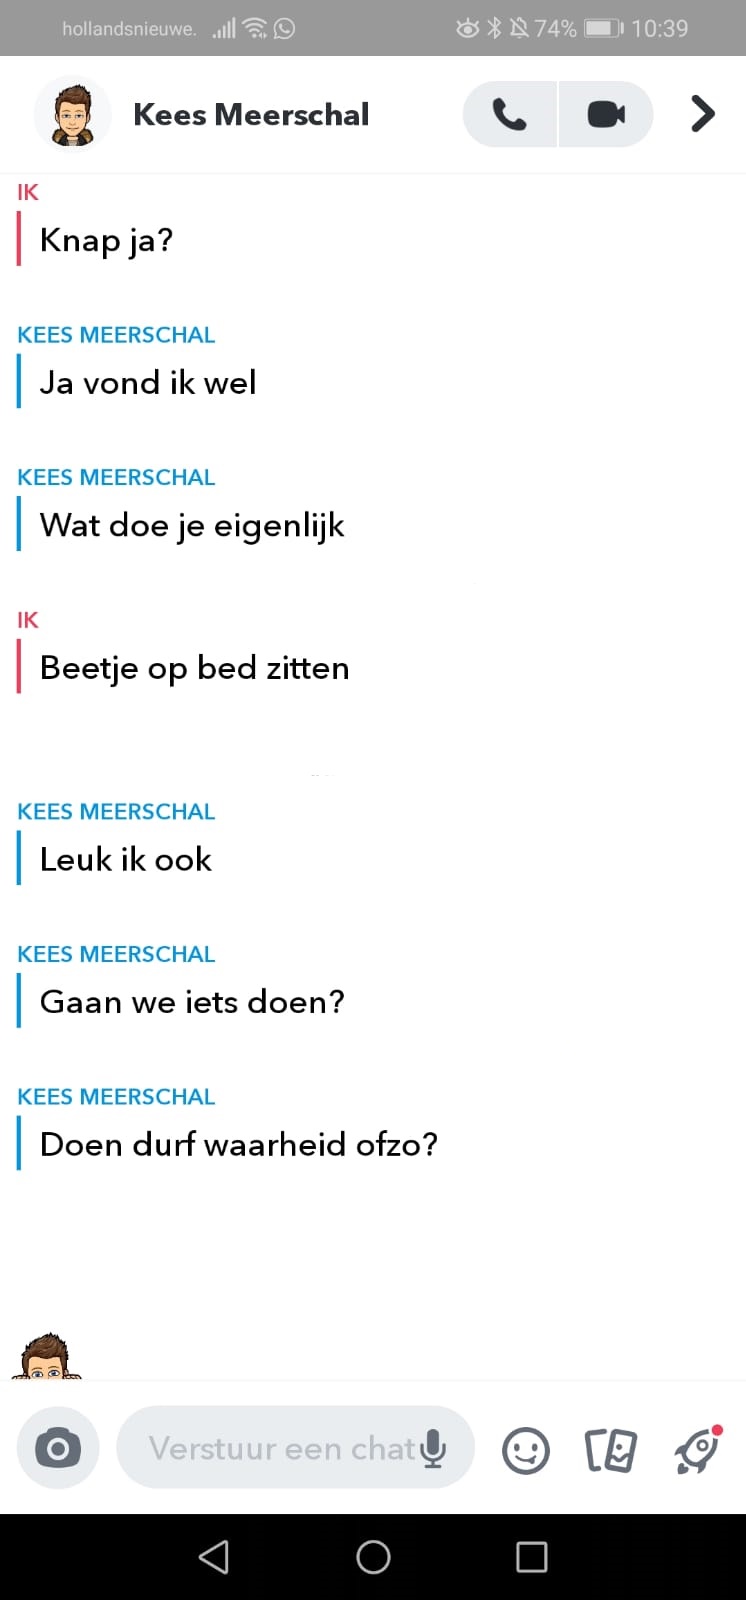 hollandsnieuwe. 74% 10:39
Kees Meerschal
IK
Knap ja?
KEES MEERSCHAL
Ja vond ik wel
KEES MEERSCHAL
Wat doe je eigenlijk
IK
Beetje op bed zitten
KEES MEERSCHAL
Leuk ik ook
KEES MEERSCHAL
Gaan we iets doen?
KEES MEERSCHAL
Doen durf waarheid ofzo?
Verstuur een chat